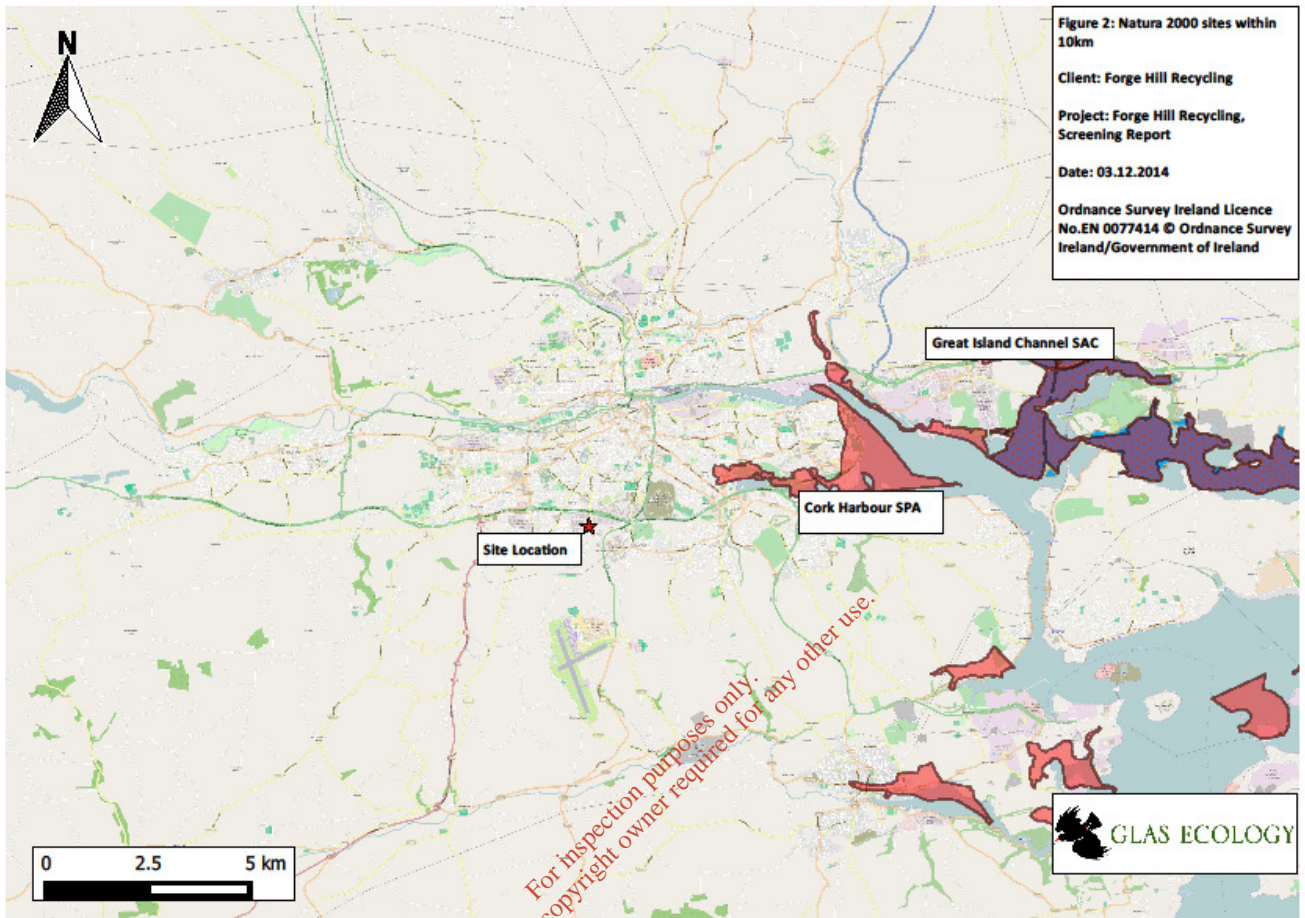 N
Figure 2: Natura 2000 sites within
10km
Client: Forge Hill Recycling
Project: Forge Hill Recycling,
Screening Report
Date: 03.12.2014
Ordnance Survey Ireland Licence
No.EN 0077414 © Ordnance Survey
Ireland/Government of Ireland
Great Island Channel SAC
Cork Harbour SPA
Site Location
For inspection purposes only.
copyright owner required for any other use.
0 2.5 5 km
GLAS ECOLOGY